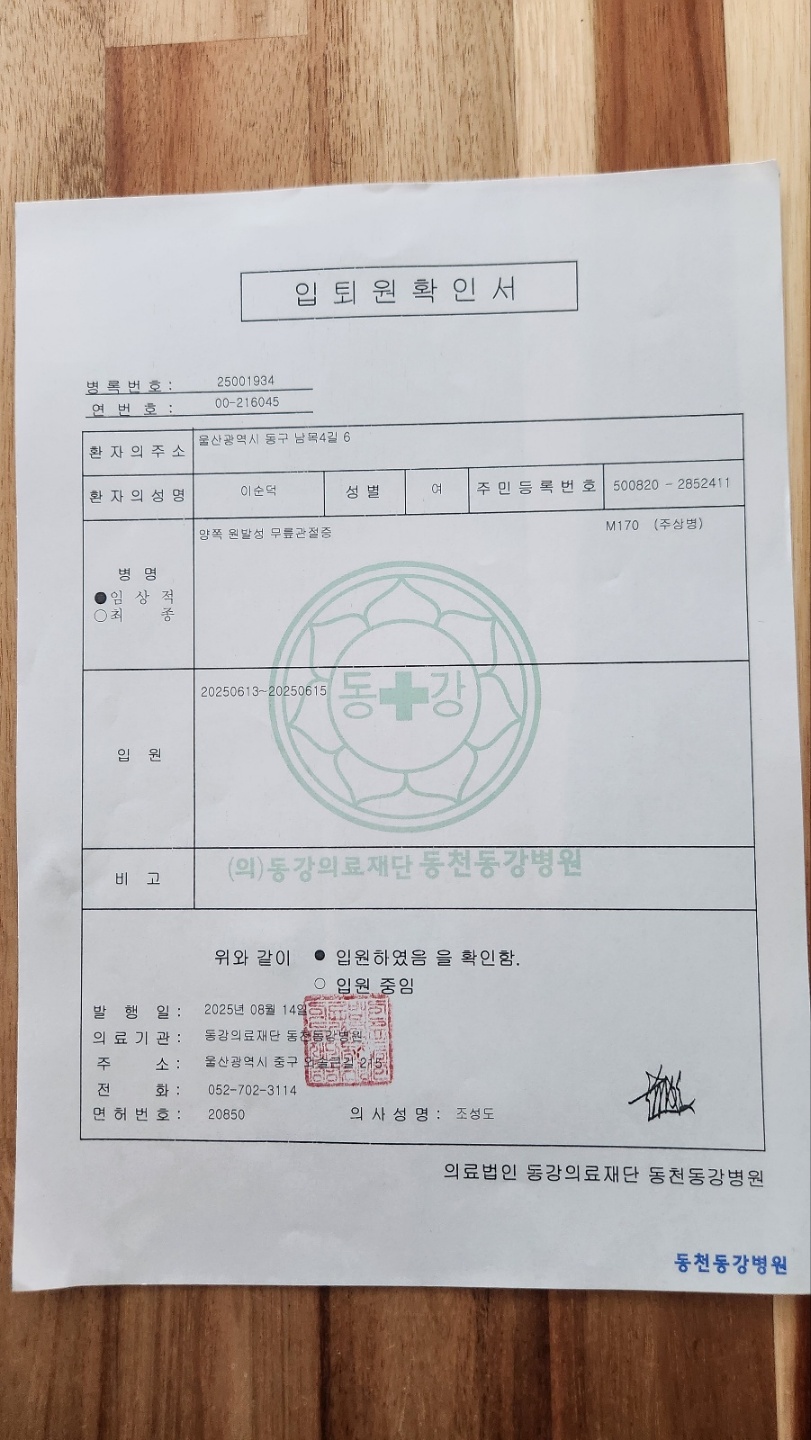 입퇴원확인서
병록번호: 25001934
연번호: 00-216045
환자의주소 울산광역시 동구 남목4길 6
환자의성명 이순덕 성별 여 주민등록번호 500820 - 2852411
병명 양쪽 원발성 무릎관절증 M170 (주상병)
●임상적
○최종
입원 20250613~20250615
동강
비고
(의)동강의료재단 동천동강병원
위와 같이 ● 입원하였음 을 확인함.
○ 입원 중임
발행일: 2025년 08월 14일
의료기관: 동강의료재단 동천동강병원
주소: 울산광역시 중구
전화: 052-702-3114
면허번호: 20850 의사성명: 조성도
의료법인 동강의료재단 동천동강병원
동천동강병원